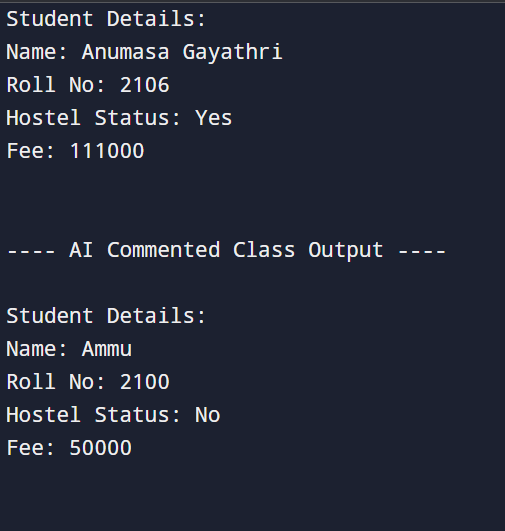 Student Details:
Name: Anumasa Gayathri
Roll No: 2106
Hostel Status: Yes
Fee: 111000
---- AI Commented Class Output ----
Student Details:
Name: Ammu
Roll No: 2100
Hostel Status: No
Fee: 50000